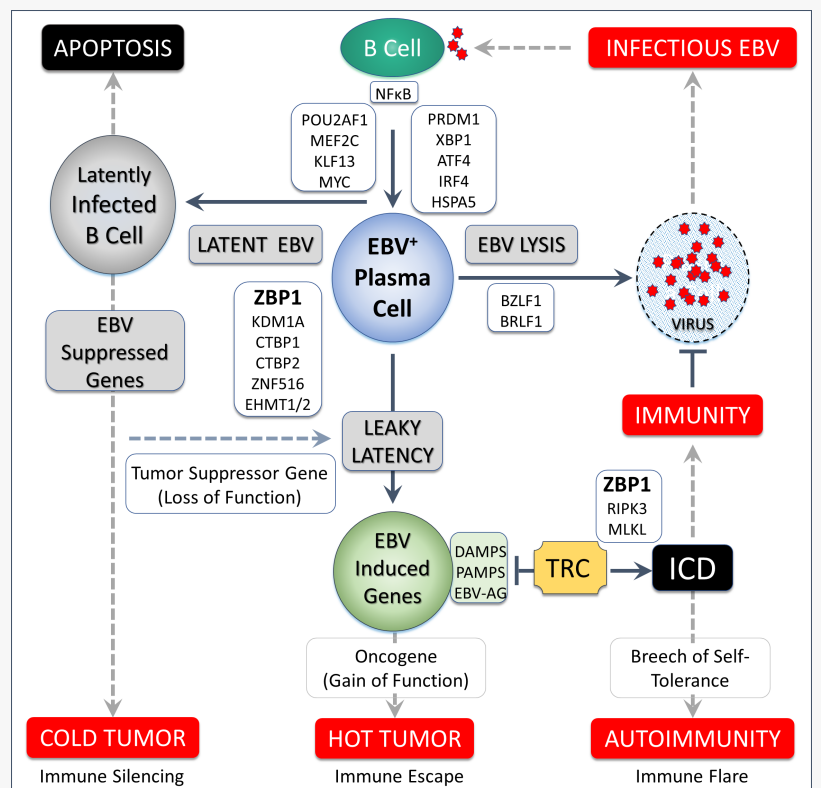 APOPTOSIS
B Cell
INFECTIOUS EBV
NFκB
POU2AF1
MEF2C
KLF13
MYC
PRDM1
XBP1
ATF4
IRF4
HSPA5
Latently
Infected
B Cell
LATENT EBV
EBV⁺
Plasma
Cell
EBV LYSIS
BZLF1
BRLF1
VIRUS
ZBP1
KDM1A
CTBP1
CTBP2
ZNF516
EHMT1/2
EBV
Suppressed
Genes
IMMUNITY
LEAKY
LATENCY
Tumor Suppressor Gene
(Loss of Function)
ZBP1
RIPK3
MLKL
EBV
Induced
Genes
DAMPS
PAMPS
EBV-AG
TRC
ICD
Oncogene
(Gain of Function)
Breech of Self-
Tolerance
COLD TUMOR
HOT TUMOR
AUTOIMMUNITY
Immune Silencing
Immune Escape
Immune Flare